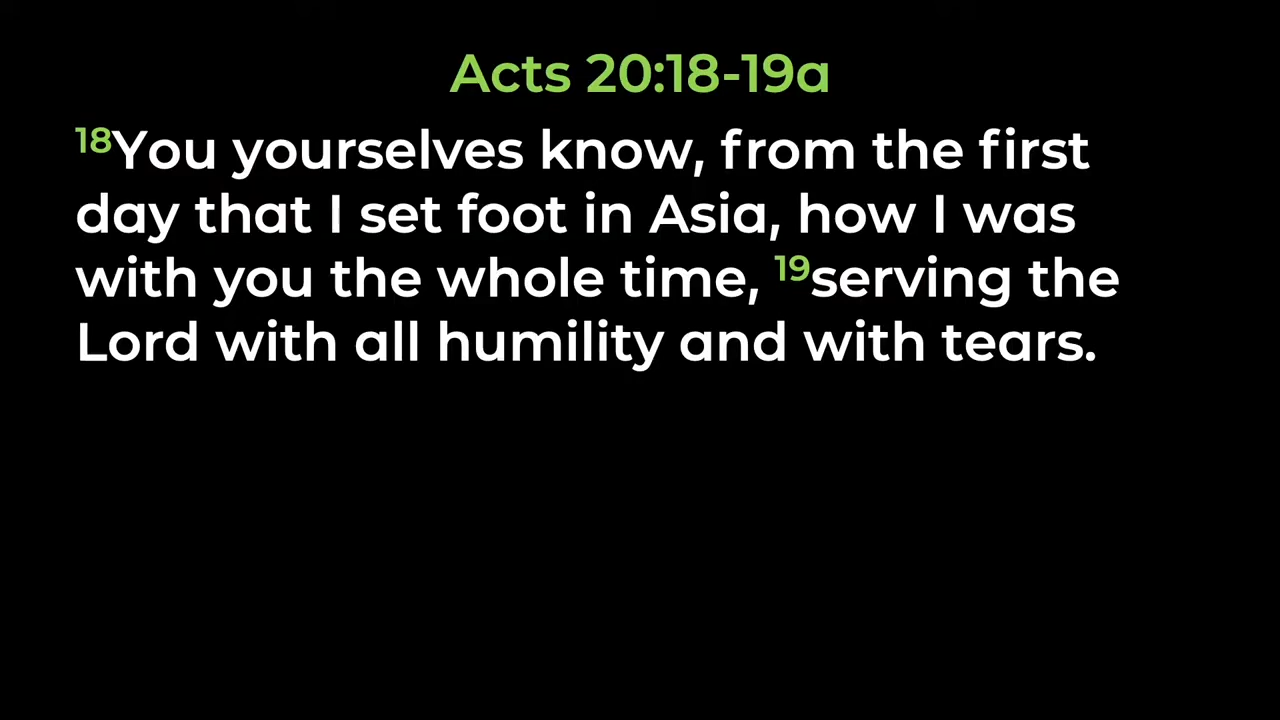 Acts 20:18-19a
18You yourselves know, from the first
day that I set foot in Asia, how I was
with you the whole time, 19serving the
Lord with all humility and with tears.